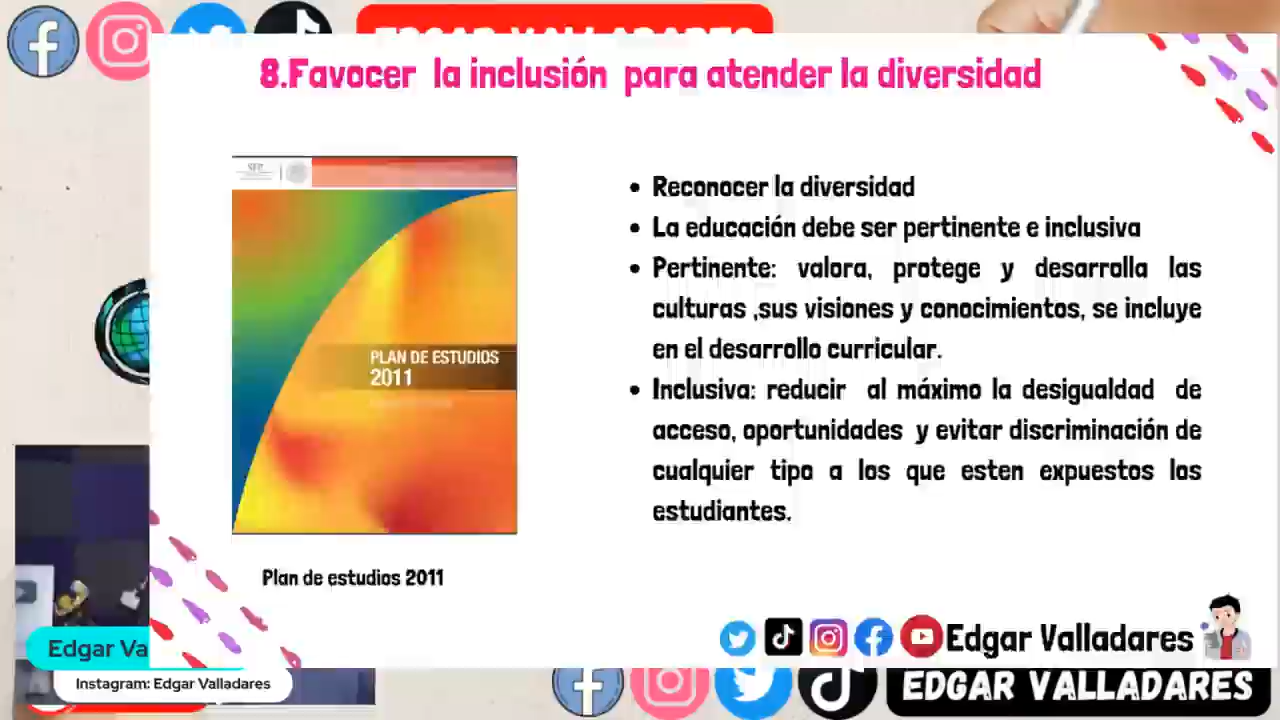 8.Favocer la inclusión para atender la diversidad
PLAN DE ESTUDIOS
2011
Plan de estudios 2011
• Reconocer la diversidad
• La educación debe ser pertinente e inclusiva
• Pertinente: valora, protege y desarrolla las
culturas ,sus visiones y conocimientos, se incluye
en el desarrollo curricular.
• Inclusiva: reducir al máximo la desigualdad de
acceso, oportunidades y evitar discriminación de
cualquier tipo a los que esten expuestos los
estudiantes.
Edgar Valladares
Edgar Va
Instagram: Edgar Valladares
EDGAR VALLADARES